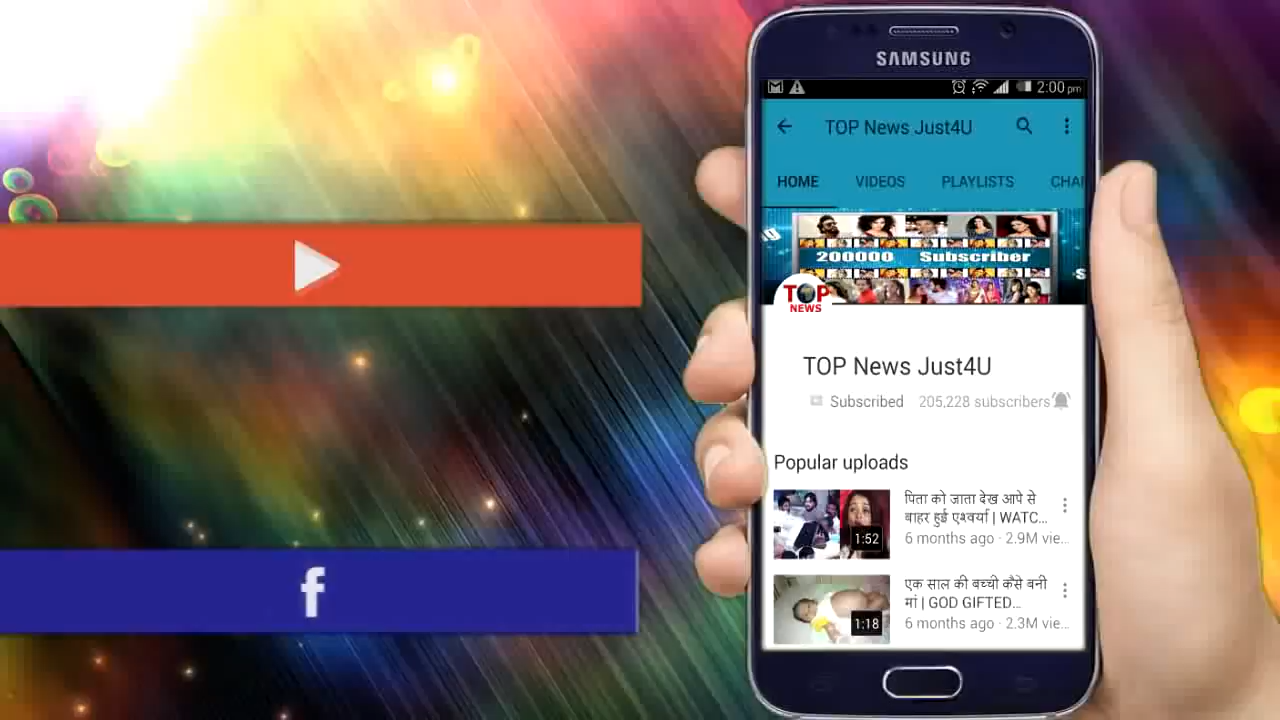 SAMSUNG
2:00 pm
TOP News Just4U
HOME VIDEOS PLAYLISTS CHAN
200000 Subscriber
TOP
NEWS
TOP News Just4U
Subscribed 205,228 subscribers
Popular uploads
पिता को जाता देख आपे से
बाहर हुई एश्वर्या | WATC...
6 months ago · 2.9M vie...
1:52
एक साल की बच्ची कैसे बनी
मां | GOD GIFTED...
6 months ago · 2.3M vie...
1:18
f